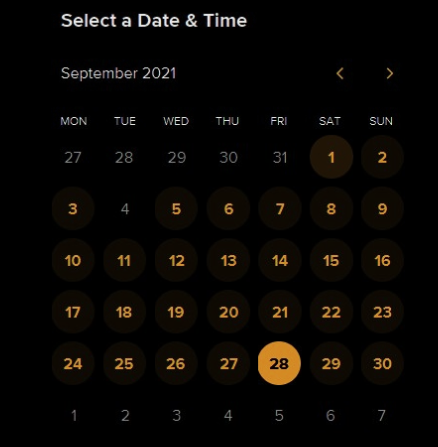 Select a Date & Time
September 2021
MON TUE WED THU FRI SAT SUN
27 28 29 30 31 1 2
3 4 5 6 7 8 9
10 11 12 13 14 15 16
17 18 19 20 21 22 23
24 25 26 27 28 29 30
1 2 3 4 5 6 7